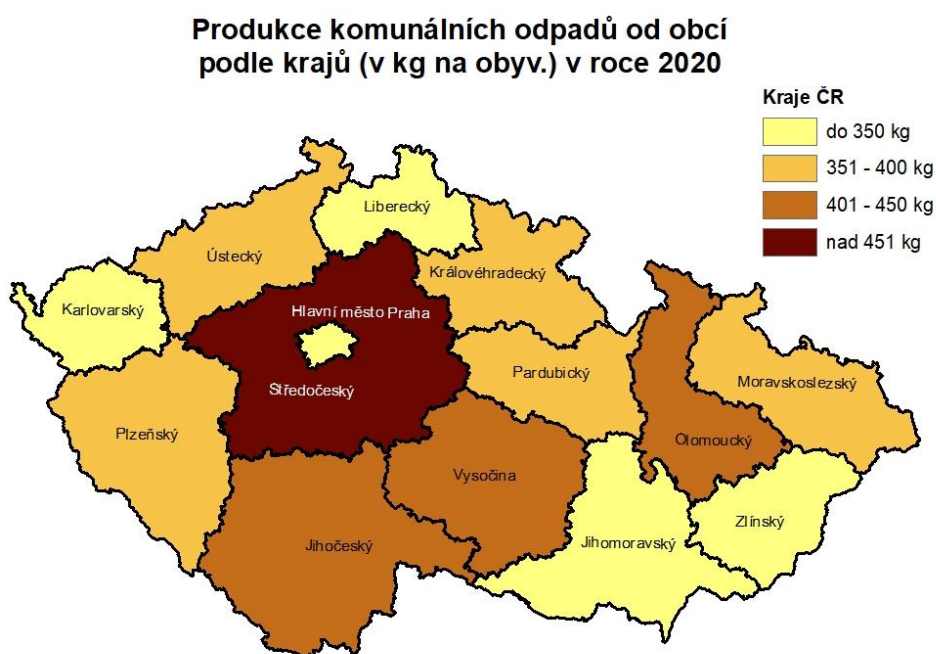 Produkce komunálních odpadů od obcí
podle krajů (v kg na obyv.) v roce 2020
Kraje ČR
do 350 kg
351 - 400 kg
401 - 450 kg
nad 451 kg
Liberecký
Ústecký
Královéhradecký
Karlovarský
Hlavní město Praha
Pardubický
Moravskoslezský
Středočeský
Plzeňský
Olomoucký
Vysočina
Zlínský
Jihočeský
Jihomoravský